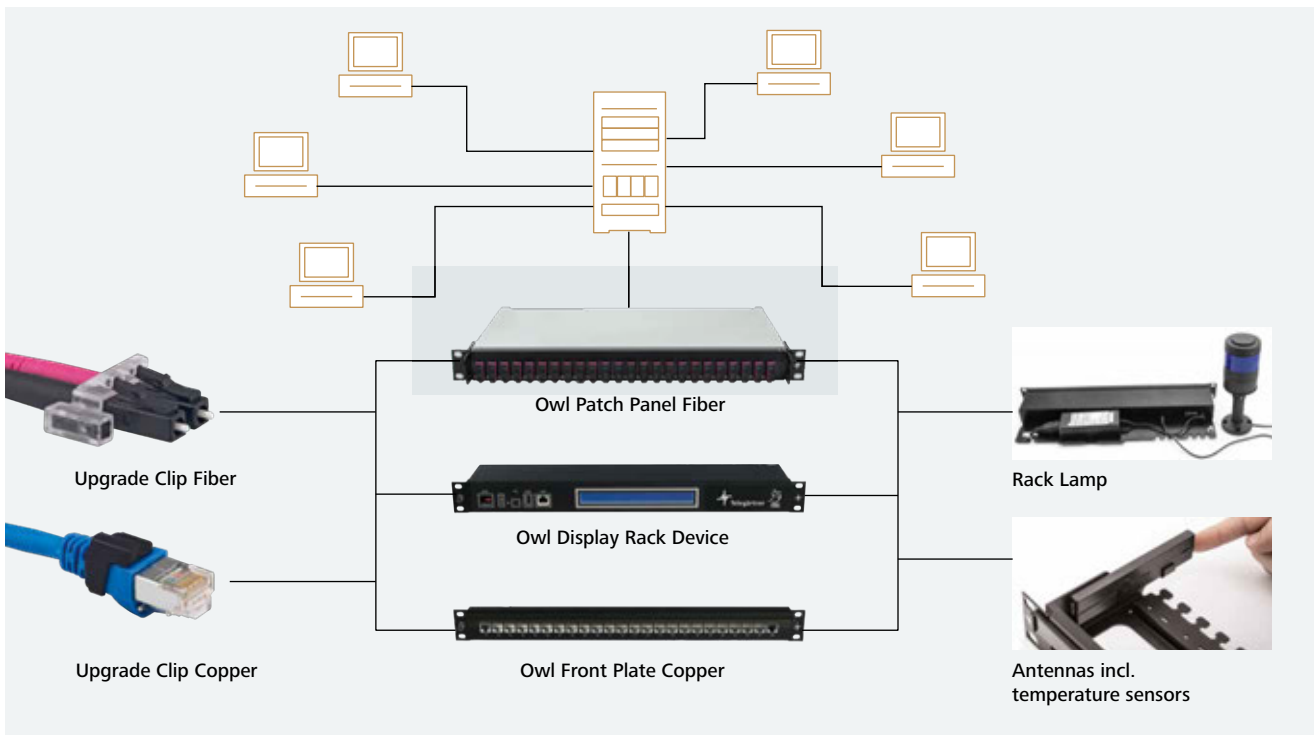 Owl Patch Panel Fiber
Upgrade Clip Fiber
Rack Lamp
Owl Display Rack Device
Upgrade Clip Copper
Owl Front Plate Copper
Antennas incl.
temperature sensors